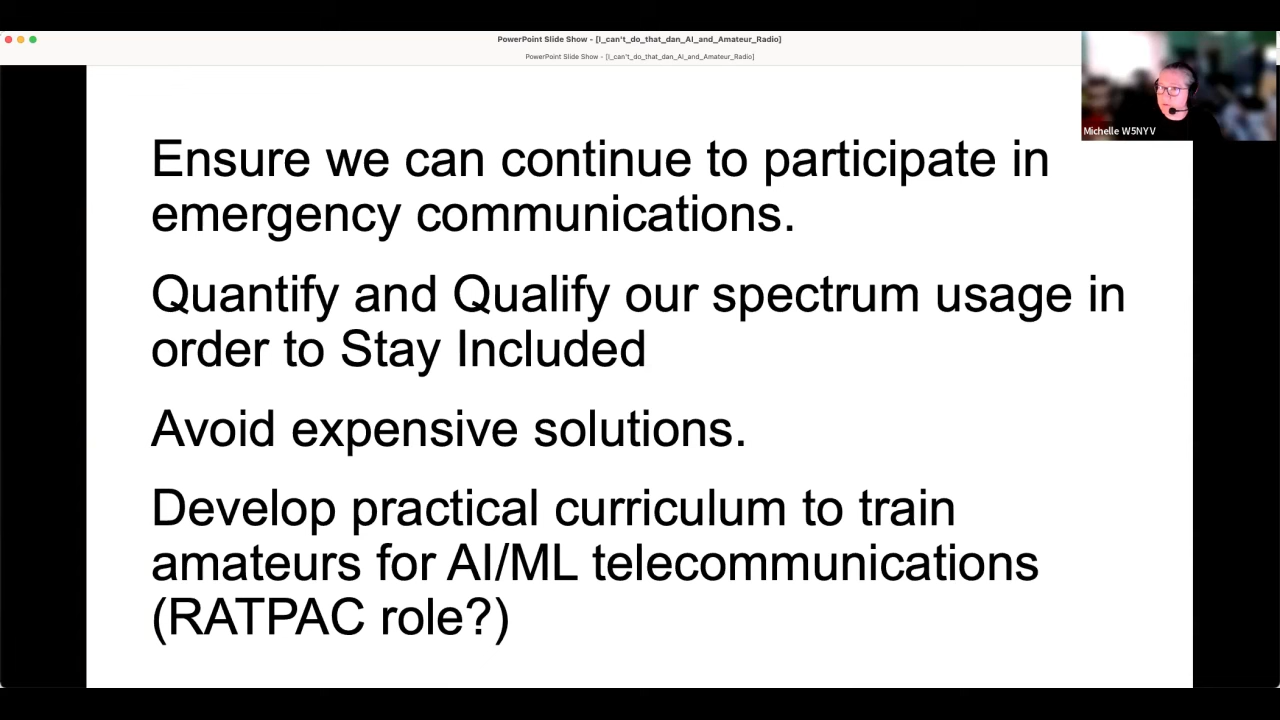 PowerPoint Slide Show - [I_can't_do_that_dan_AI_and_Amateur_Radio]
PowerPoint Slide Show - [I_can't_do_that_dan_AI_and_Amateur_Radio]
Michelle W5NYV
Ensure we can continue to participate in
emergency communications.
Quantify and Qualify our spectrum usage in
order to Stay Included
Avoid expensive solutions.
Develop practical curriculum to train
amateurs for AI/ML telecommunications
(RATPAC role?)